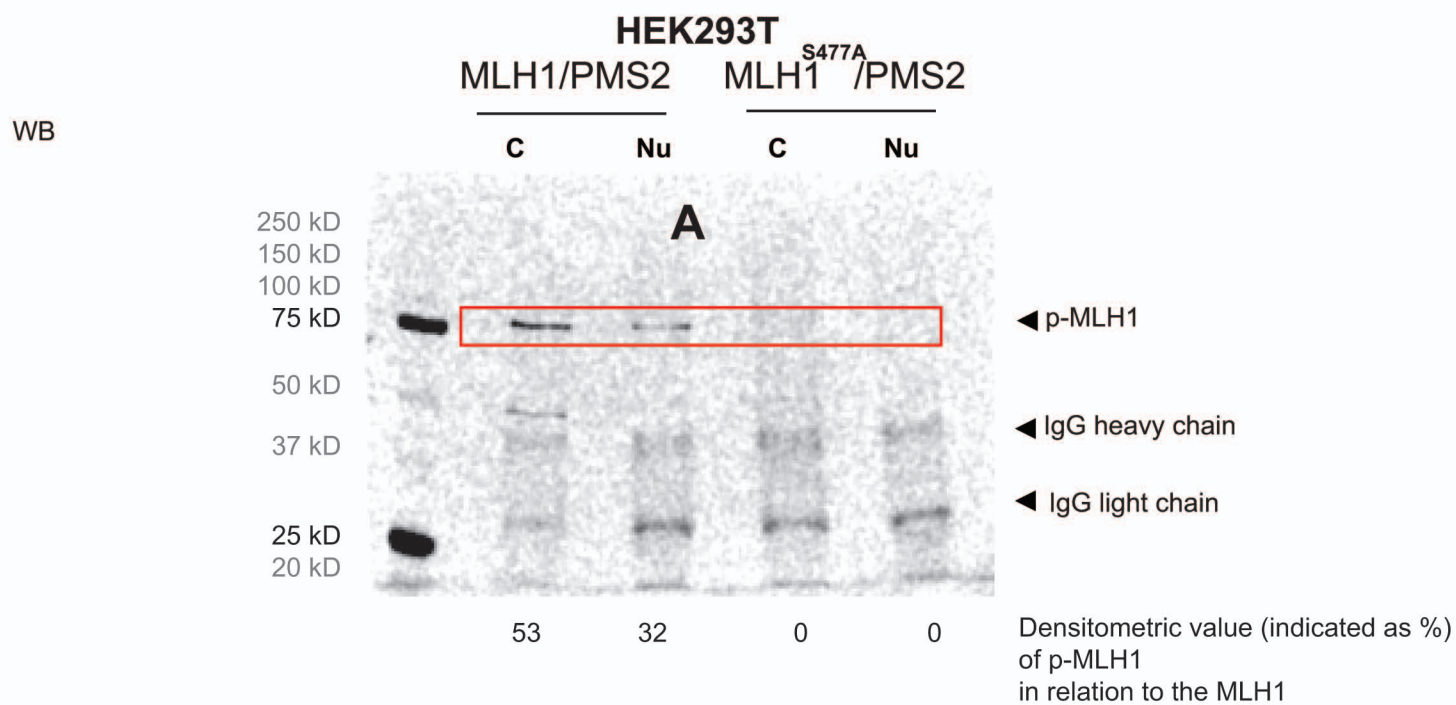 HEK293T
MLH1/PMS2 MLH1S477A/PMS2
WB
C Nu C Nu
A
250 kD
150 kD
100 kD
75 kD
p-MLH1
50 kD
IgG heavy chain
37 kD
IgG light chain
25 kD
20 kD
53 32 0 0
Densitometric value (indicated as %)
of p-MLH1
in relation to the MLH1